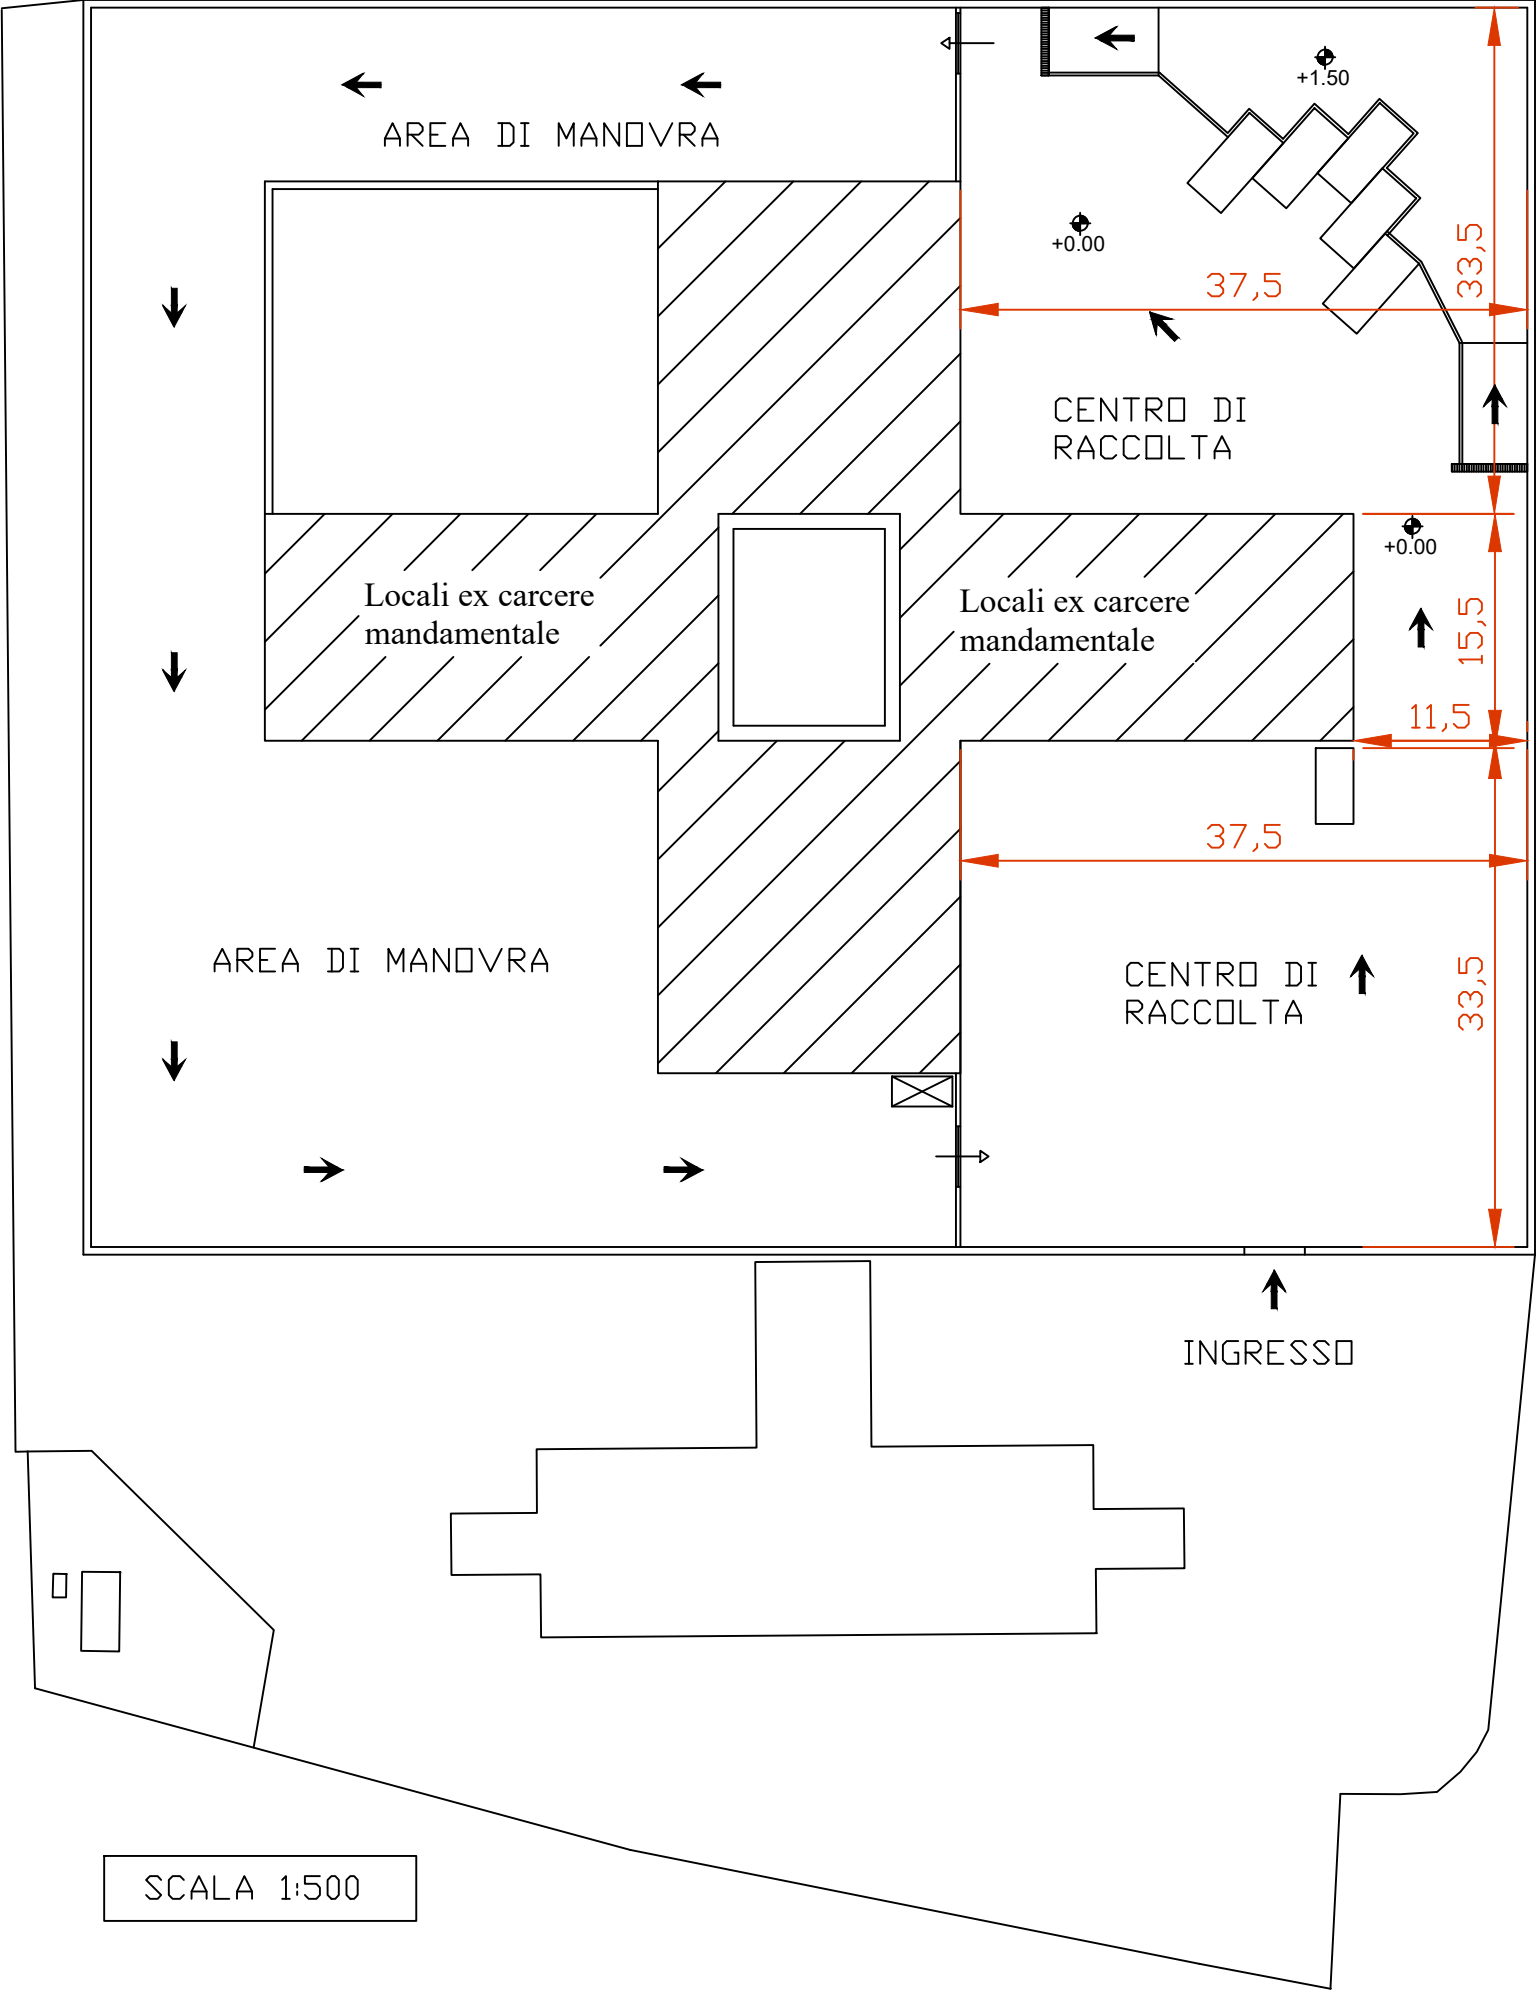 +1.50
AREA DI MANOVRA
+0.00
33,5
37,5
CENTRO DI
RACCOLTA
+0.00
Locali ex carcere
mandamentale
Locali ex carcere
mandamentale
15,5
11,5
37,5
AREA DI MANOVRA
CENTRO DI
RACCOLTA
33,5
INGRESSO
SCALA 1:500